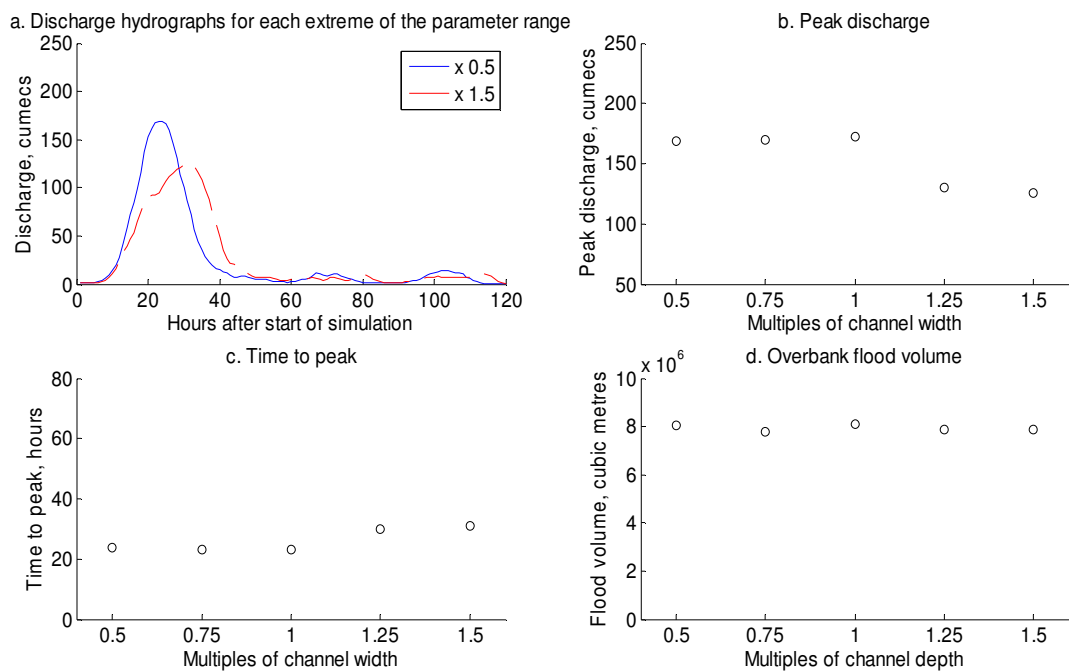 a. Discharge hydrographs for each extreme of the parameter range
250
200
150
100
50
0
Discharge, cumecs
x 0.5
x 1.5
0 20 40 60 80 100 120
Hours after start of simulation
b. Peak discharge
250
200
150
100
50
Peak discharge, cumecs
0.5 0.75 1 1.25 1.5
Multiples of channel width
c. Time to peak
80
60
40
20
0
Time to peak, hours
0.5 0.75 1 1.25 1.5
Multiples of channel width
d. Overbank flood volume
x 10⁶
10
8
6
4
2
0
Flood volume, cubic metres
0.5 0.75 1 1.25 1.5
Multiples of channel depth